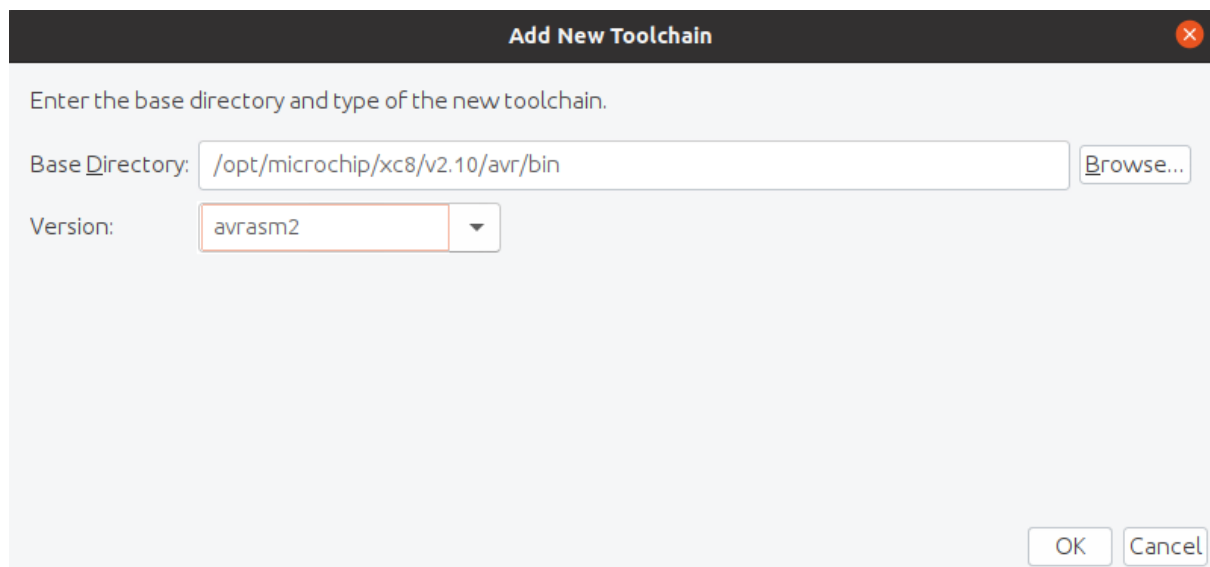 Add New Toolchain
Enter the base directory and type of the new toolchain.
Base Directory: /opt/microchip/xc8/v2.10/avr/bin Browse...
Version: avrasm2
OK Cancel